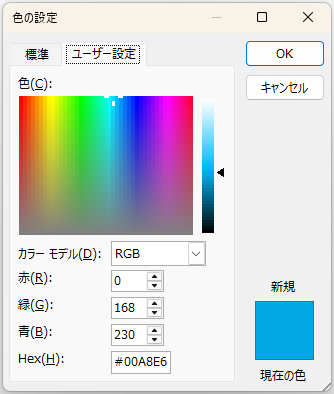 色の設定
標準 ユーザー設定
OK
キャンセル
色(C):
カラー モデル(D): RGB
赤(R): 0
緑(G): 168
青(B): 230
Hex(H): #00A8E6
新規
現在の色